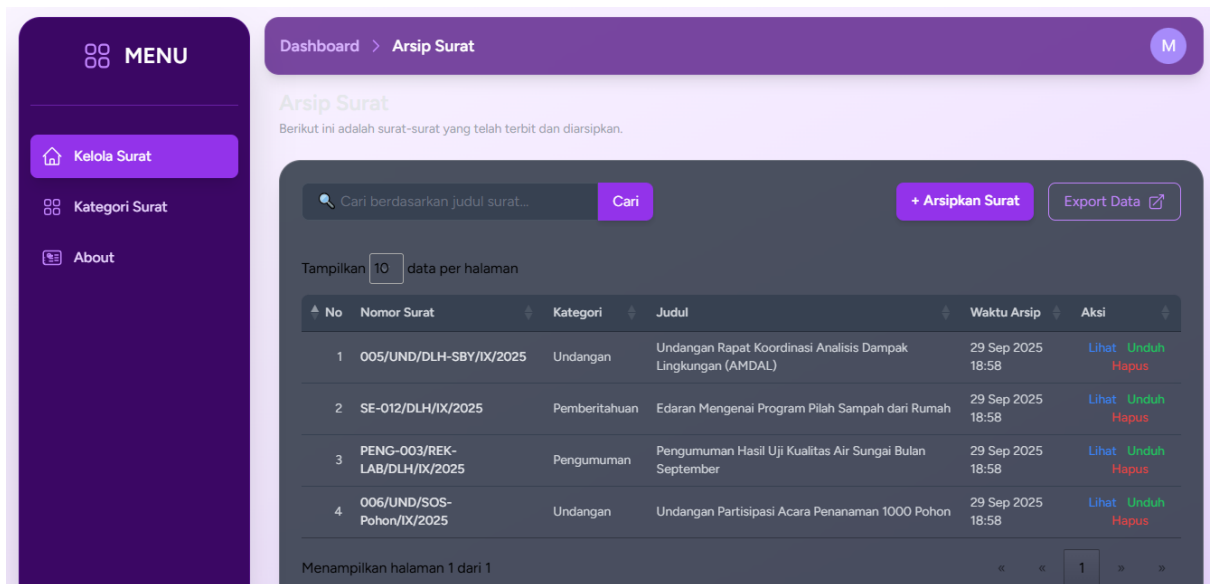 MENU
Kelola Surat
Kategori Surat
About
Dashboard > Arsip Surat
M
Arsip Surat
Berikut ini adalah surat-surat yang telah terbit dan diarsipkan.
Cari berdasarkan judul surat...
Cari
+ Arsipkan Surat
Export Data
Tampilkan 10 data per halaman
No Nomor Surat Kategori Judul Waktu Arsip Aksi
1 005/UND/DLH-SBY/IX/2025 Undangan Undangan Rapat Koordinasi Analisis Dampak 29 Sep 2025 Lihat Unduh
Lingkungan (AMDAL) 18:58 Hapus
2 SE-012/DLH/IX/2025 Pemberitahuan Edaran Mengenai Program Pilah Sampah dari Rumah 29 Sep 2025 Lihat Unduh
18:58 Hapus
3 PENG-003/REK- Pengumuman Pengumuman Hasil Uji Kualitas Air Sungai Bulan 29 Sep 2025 Lihat Unduh
LAB/DLH/IX/2025 September 18:58 Hapus
4 006/UND/SOS- Undangan Undangan Partisipasi Acara Penanaman 1000 Pohon 29 Sep 2025 Lihat Unduh
Pohon/IX/2025 18:58 Hapus
Menampilkan halaman 1 dari 1
« « 1 » »